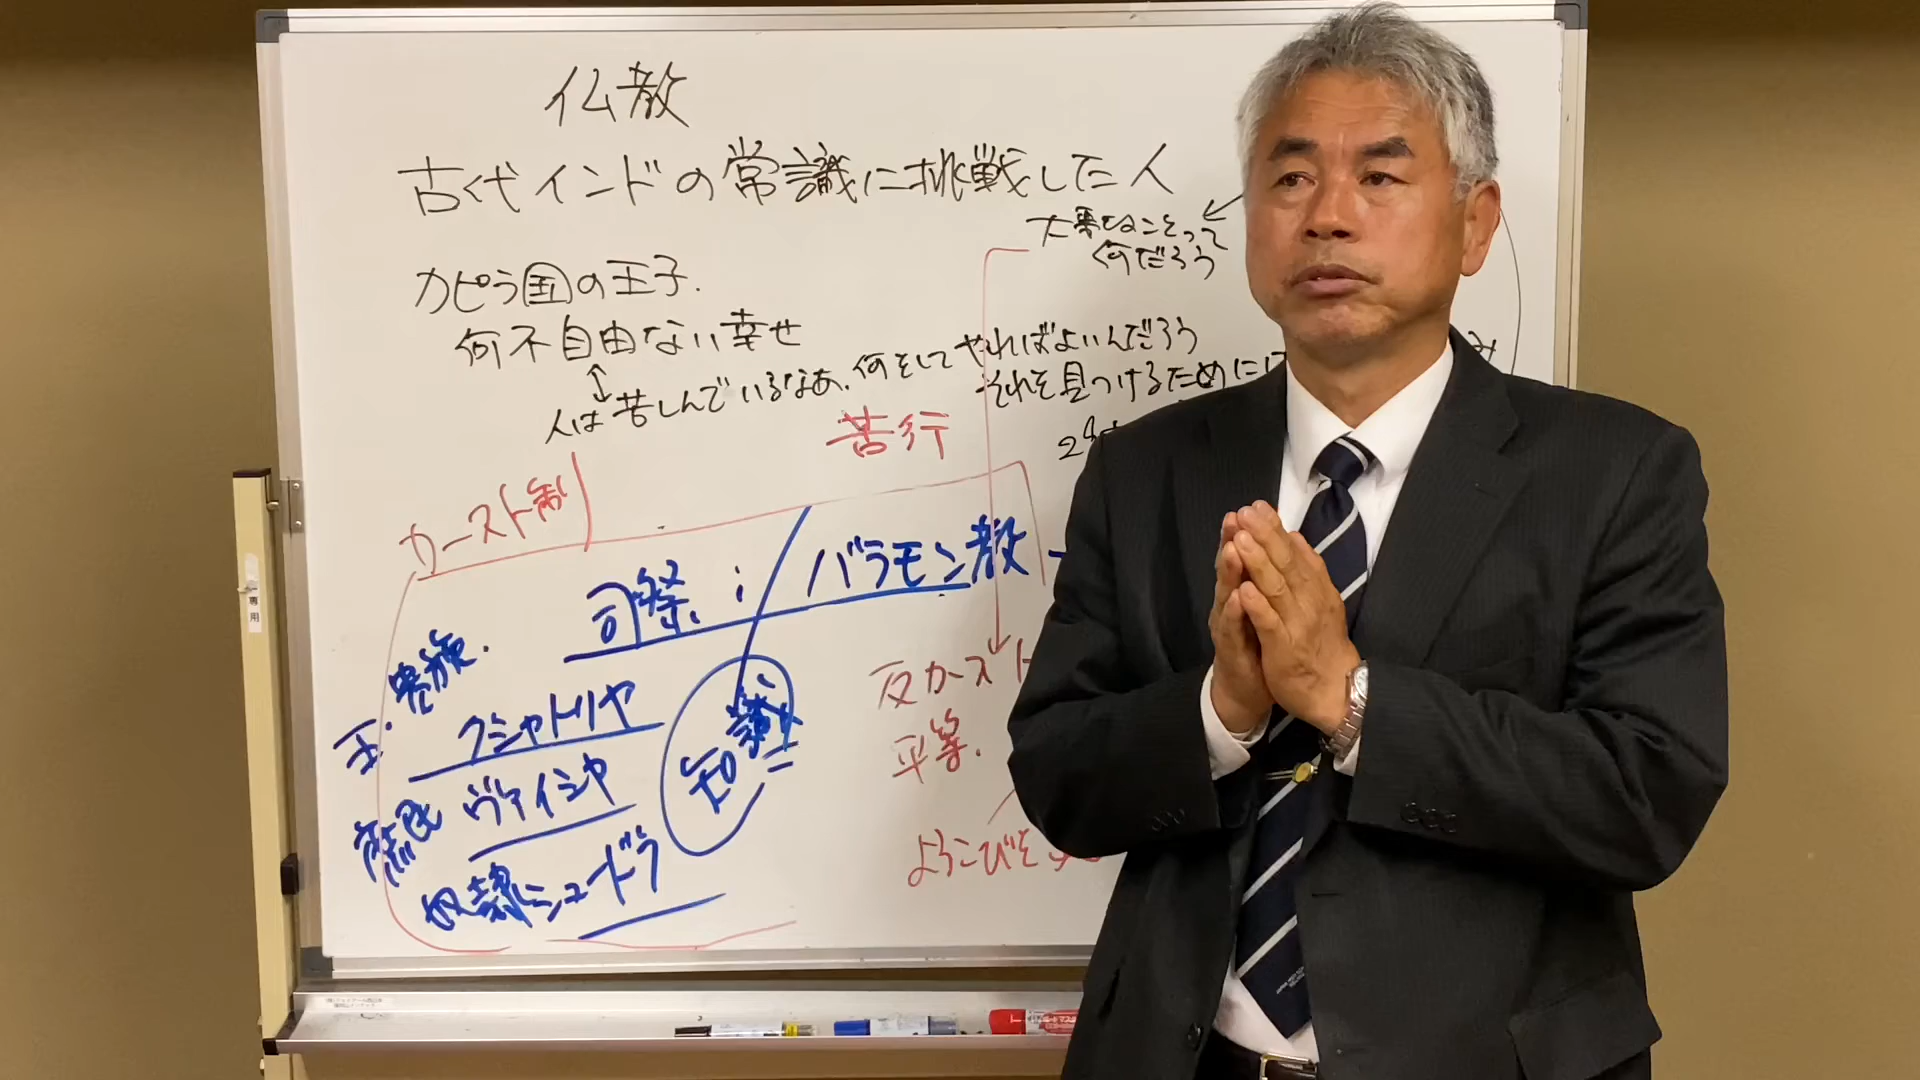 仏教
古代インドの常識に挑戦した人
大事なことって
何だろう
カピラ国の王子.
何不自由ない幸せ
人は苦しんでいるなあ.何をしてやればよいんだろう
それを見つけるために
苦行
カースト制
司祭 : バラモン教
王・貴族.
クシャトリヤ
知識
庶民 ヴァイシャ
奴隷 シュードラ
反カースト
平等.
よろこびを
専用